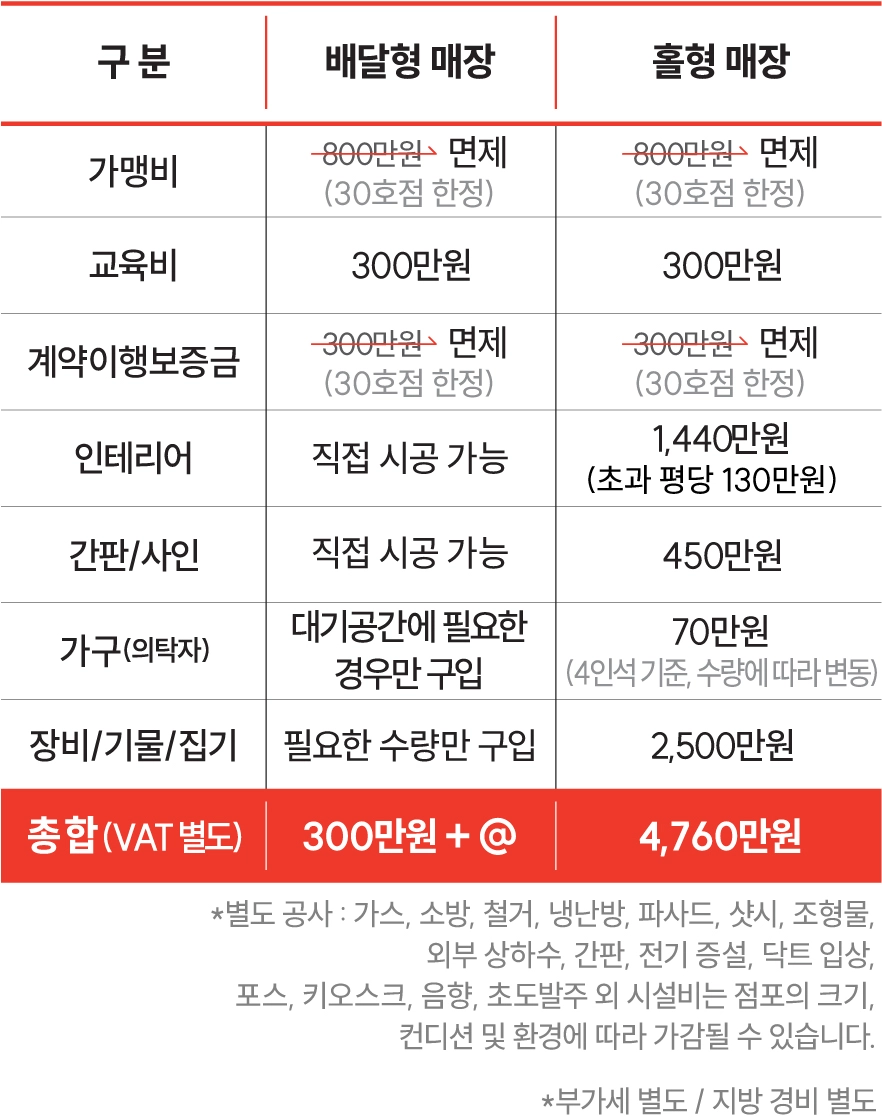 구 분 배달형 매장 홀형 매장
가맹비 800만원 면제 800만원 면제
(30호점 한정) (30호점 한정)
교육비 300만원 300만원
계약이행보증금 300만원 면제 300만원 면제
(30호점 한정) (30호점 한정)
인테리어 직접 시공 가능 1,440만원
(초과 평당 130만원)
간판/사인 직접 시공 가능 450만원
가구(의탁자) 대기공간에 필요한 70만원
경우만 구입 (4인석 기준, 수량에 따라 변동)
장비/기물/집기 필요한 수량만 구입 2,500만원
총합(VAT 별도) 300만원 + @ 4,760만원
*별도 공사 : 가스, 소방, 철거, 냉난방, 파사드, 샷시, 조형물,
외부 상하수, 간판, 전기 증설, 닥트 입상,
포스, 키오스크, 음향, 초도발주 외 시설비는 점포의 크기,
컨디션 및 환경에 따라 가감될 수 있습니다.
*부가세 별도 / 지방 경비 별도